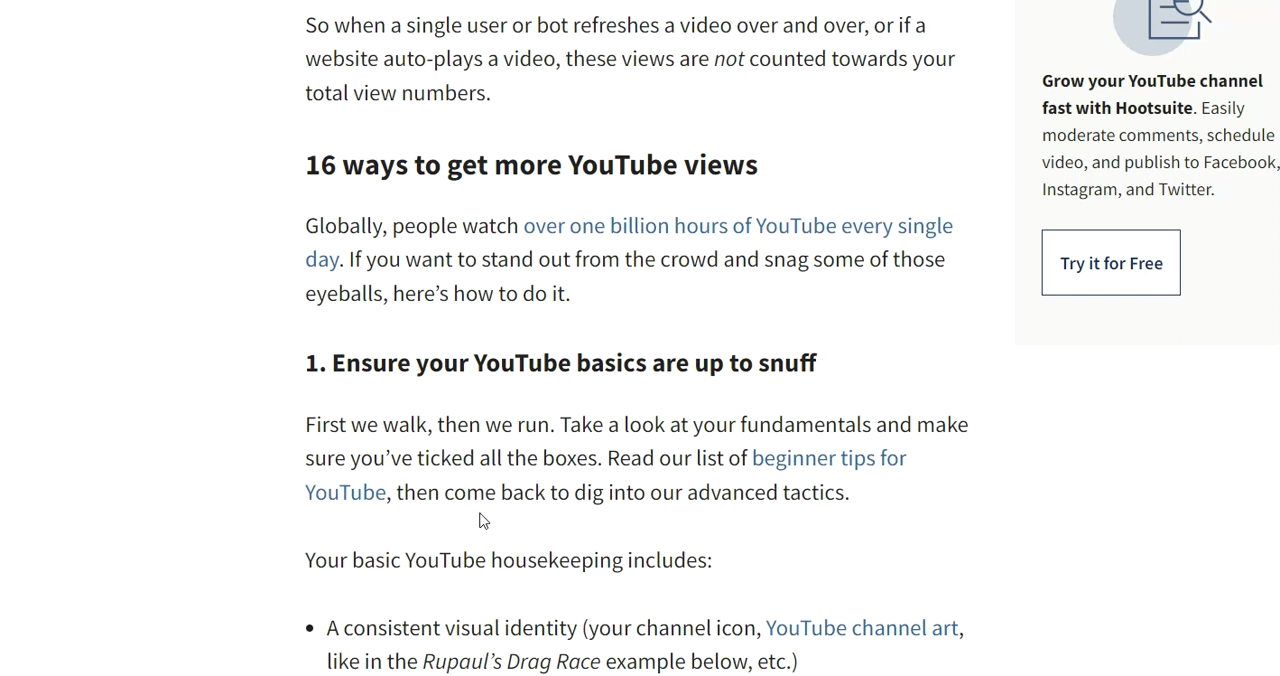 So when a single user or bot refreshes a video over and over, or if a
website auto-plays a video, these views are not counted towards your
total view numbers.
16 ways to get more YouTube views
Globally, people watch over one billion hours of YouTube every single
day. If you want to stand out from the crowd and snag some of those
eyeballs, here’s how to do it.
1. Ensure your YouTube basics are up to snuff
First we walk, then we run. Take a look at your fundamentals and make
sure you’ve ticked all the boxes. Read our list of beginner tips for
YouTube, then come back to dig into our advanced tactics.
Your basic YouTube housekeeping includes:
• A consistent visual identity (your channel icon, YouTube channel art,
like in the Rupaul’s Drag Race example below, etc.)
Grow your YouTube channel
fast with Hootsuite. Easily
moderate comments, schedule
video, and publish to Facebook,
Instagram, and Twitter.
Try it for Free